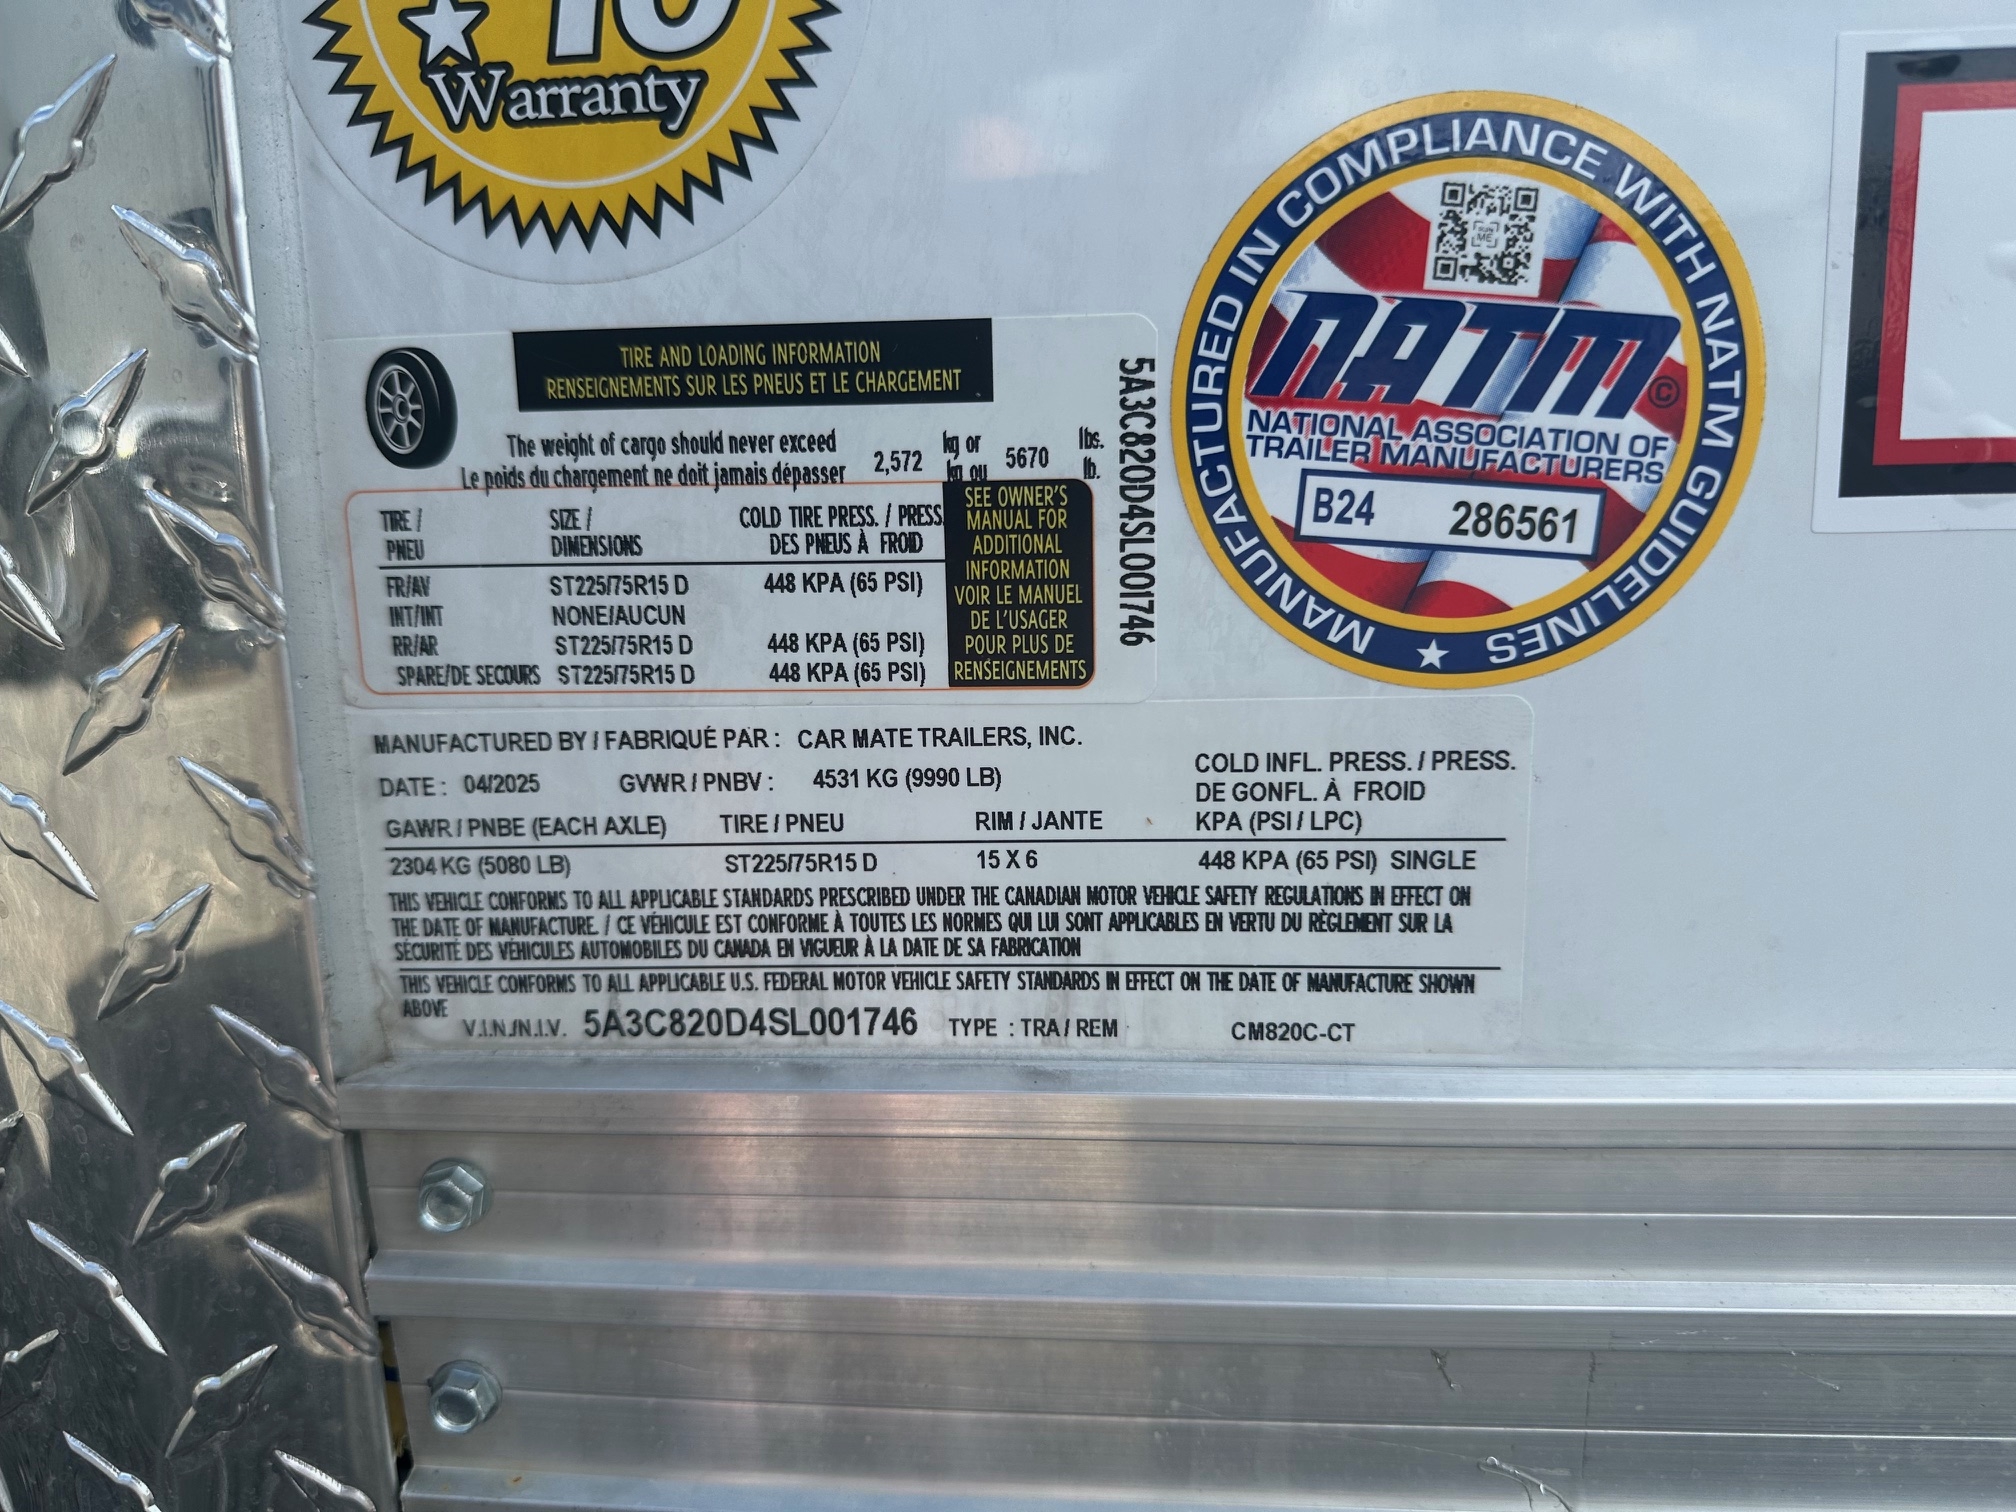 10
Warranty
TIRE AND LOADING INFORMATION
RENSEIGNEMENTS SUR LES PNEUS ET LE CHARGEMENT
The weight of cargo should never exceed
Le poids du chargement ne doit jamais dépasser
2,572
kg or
kg ou
5670
lbs.
lb.
TIRE /
PNEU
SIZE /
DIMENSIONS
COLD TIRE PRESS. / PRESS.
DES PNEUS À FROID
FR/AV ST225/75R15 D 448 KPA (65 PSI)
INT/INT NONE/AUCUN
RR/AR ST225/75R15 D 448 KPA (65 PSI)
SPARE/DE SECOURS ST225/75R15 D 448 KPA (65 PSI)
SEE OWNER'S
MANUAL FOR
ADDITIONAL
INFORMATION
VOIR LE MANUEL
DE L'USAGER
POUR PLUS DE
RENSEIGNEMENTS
5A3C820D4SL001746
MANUFACTURED IN COMPLIANCE WITH NATM GUIDELINES
RUN
ME
NATM©
NATIONAL ASSOCIATION OF
TRAILER MANUFACTURERS
B24 286561
MANUFACTURED BY / FABRIQUÉ PAR : CAR MATE TRAILERS, INC.
DATE : 04/2025 GVWR / PNBV : 4531 KG (9990 LB)
COLD INFL. PRESS. / PRESS.
DE GONFL. À FROID
GAWR / PNBE (EACH AXLE) TIRE / PNEU RIM / JANTE KPA (PSI / LPC)
2304 KG (5080 LB) ST225/75R15 D 15 X 6 448 KPA (65 PSI) SINGLE
THIS VEHICLE CONFORMS TO ALL APPLICABLE STANDARDS PRESCRIBED UNDER THE CANADIAN MOTOR VEHICLE SAFETY REGULATIONS IN EFFECT ON
THE DATE OF MANUFACTURE. / CE VÉHICULE EST CONFORME À TOUTES LES NORMES QUI LUI SONT APPLICABLES EN VERTU DU RÈGLEMENT SUR LA
SÉCURITÉ DES VÉHICULES AUTOMOBILES DU CANADA EN VIGUEUR À LA DATE DE SA FABRICATION
THIS VEHICLE CONFORMS TO ALL APPLICABLE U.S. FEDERAL MOTOR VEHICLE SAFETY STANDARDS IN EFFECT ON THE DATE OF MANUFACTURE SHOWN
ABOVE
V.I.N./N.I.V. 5A3C820D4SL001746 TYPE : TRA / REM CM820C-CT